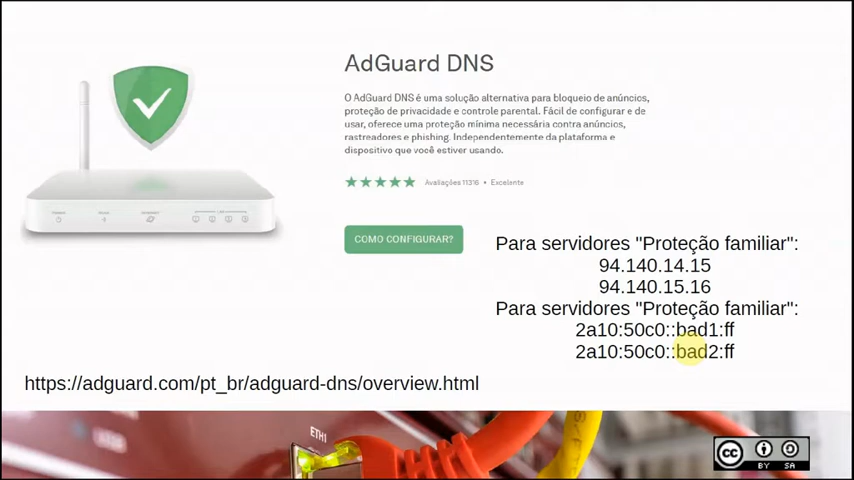 AdGuard DNS
O AdGuard DNS é uma solução alternativa para bloqueio de anúncios,
proteção de privacidade e controle parental. Fácil de configurar e de
usar, oferece uma proteção mínima necessária contra anúncios,
rastreadores e phishing. Independentemente da plataforma e
dispositivo que você estiver usando.
Avaliações 11316 • Excelente
COMO CONFIGURAR?
Para servidores "Proteção familiar":
94.140.14.15
94.140.15.16
Para servidores "Proteção familiar":
2a10:50c0::bad1:ff
2a10:50c0::bad2:ff
https://adguard.com/pt_br/adguard-dns/overview.html
ETH1
cc
BY SA